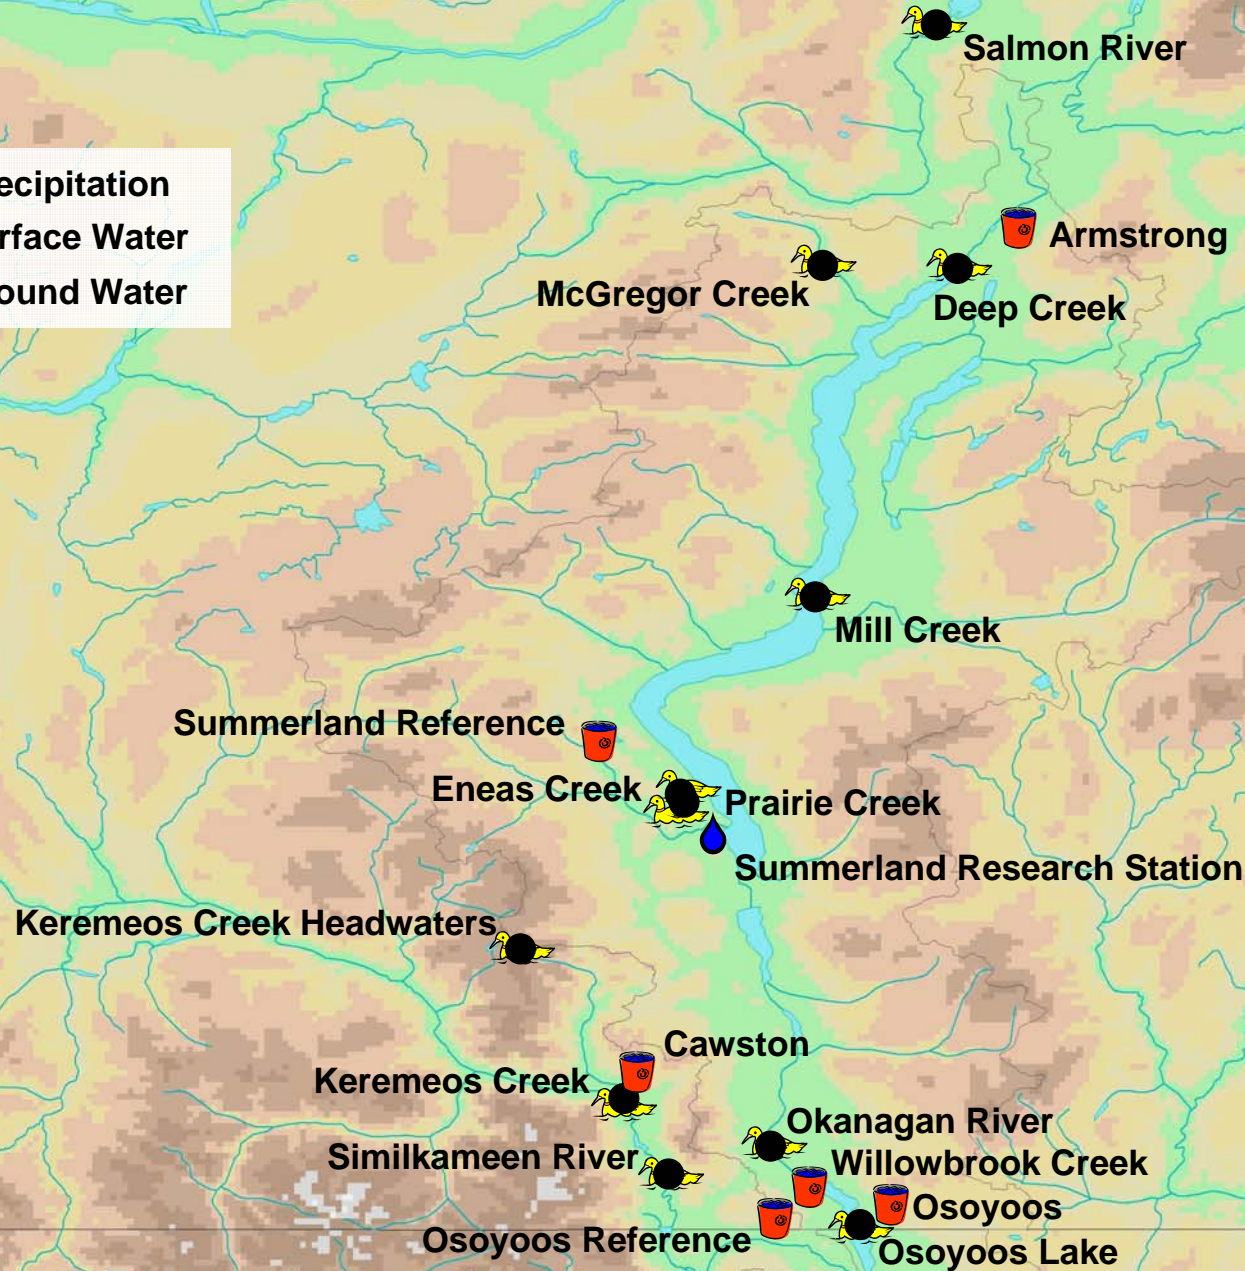 Salmon River
ecipitation
rface Water
ound Water
Armstrong
McGregor Creek
Deep Creek
Mill Creek
Summerland Reference
Eneas Creek
Prairie Creek
Summerland Research Station
Keremeos Creek Headwaters
Cawston
Keremeos Creek
Okanagan River
Similkameen River
Willowbrook Creek
Osoyoos
Osoyoos Reference
Osoyoos Lake